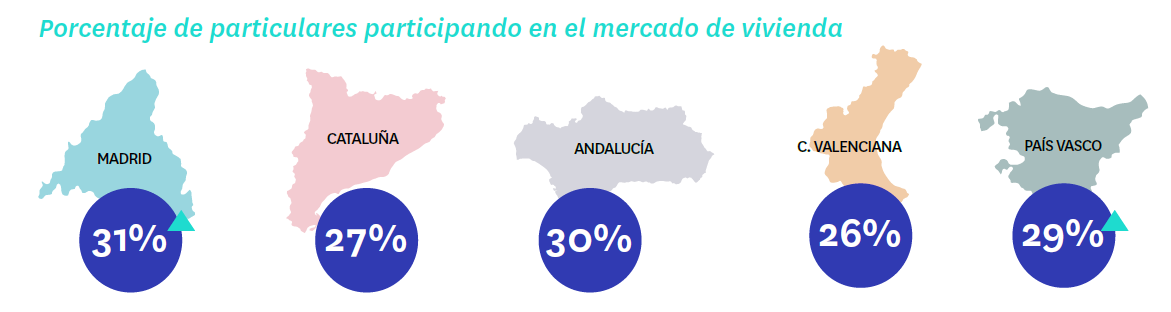 Porcentaje de particulares participando en el mercado de vivienda
MADRID
31%
CATALUÑA
27%
ANDALUCÍA
30%
C. VALENCIANA
26%
PAÍS VASCO
29%